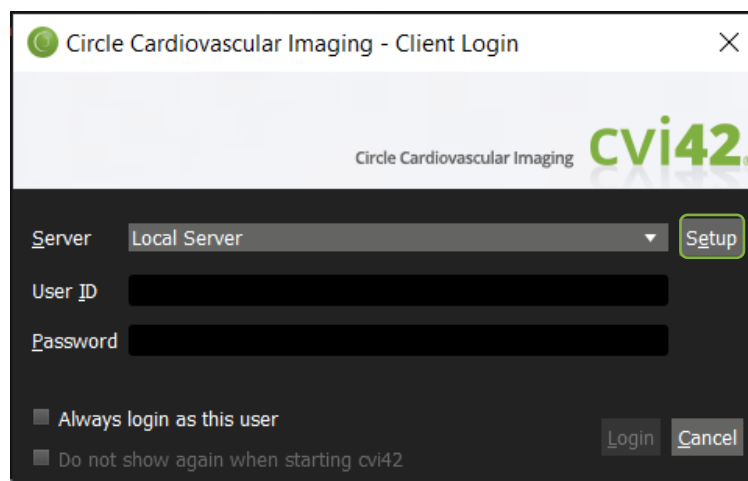 Circle Cardiovascular Imaging - Client Login
Circle Cardiovascular Imaging cvi42
Server Local Server Setup
User ID
Password
Always login as this user
Login Cancel
Do not show again when starting cvi42